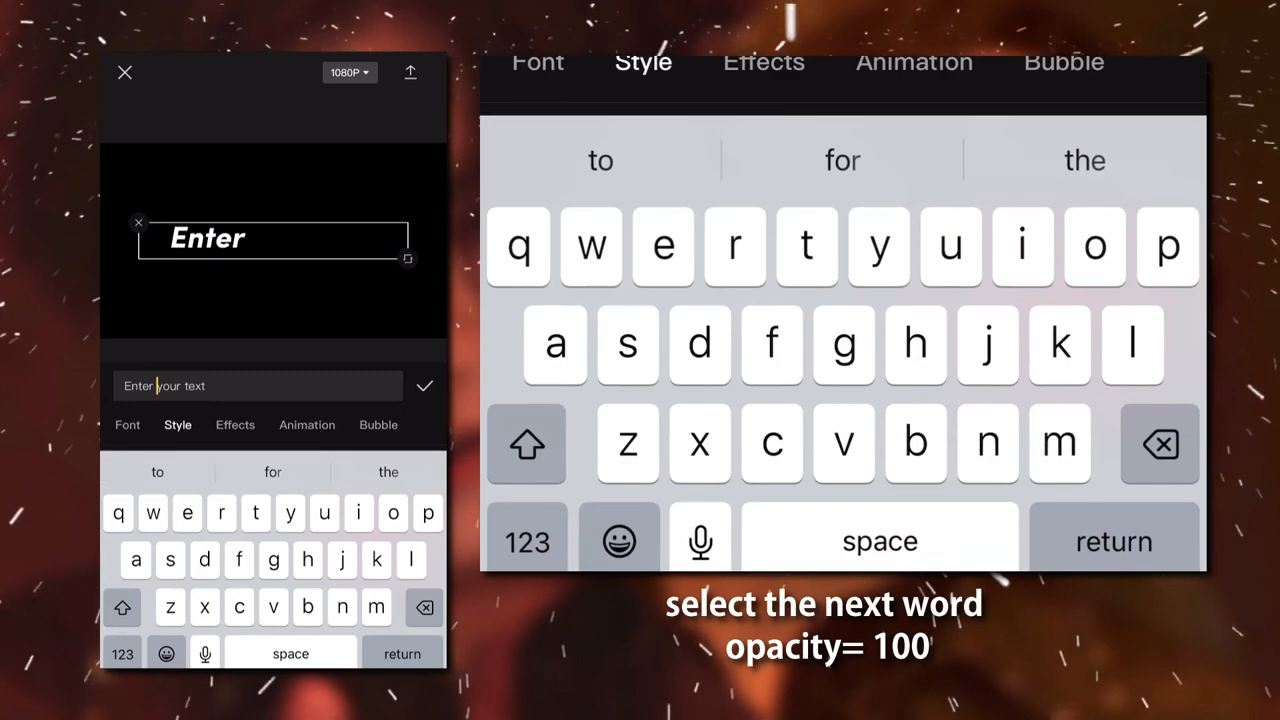 1080P
Enter
Enter your text
Font Style Effects Animation Bubble
to for the
q w e r t y u i o p
a s d f g h j k l
z x c v b n m
123 space return
Font Style Effects Animation Bubble
to for the
q w e r t y u i o p
a s d f g h j k l
z x c v b n m
123 space return
select the next word
opacity= 100